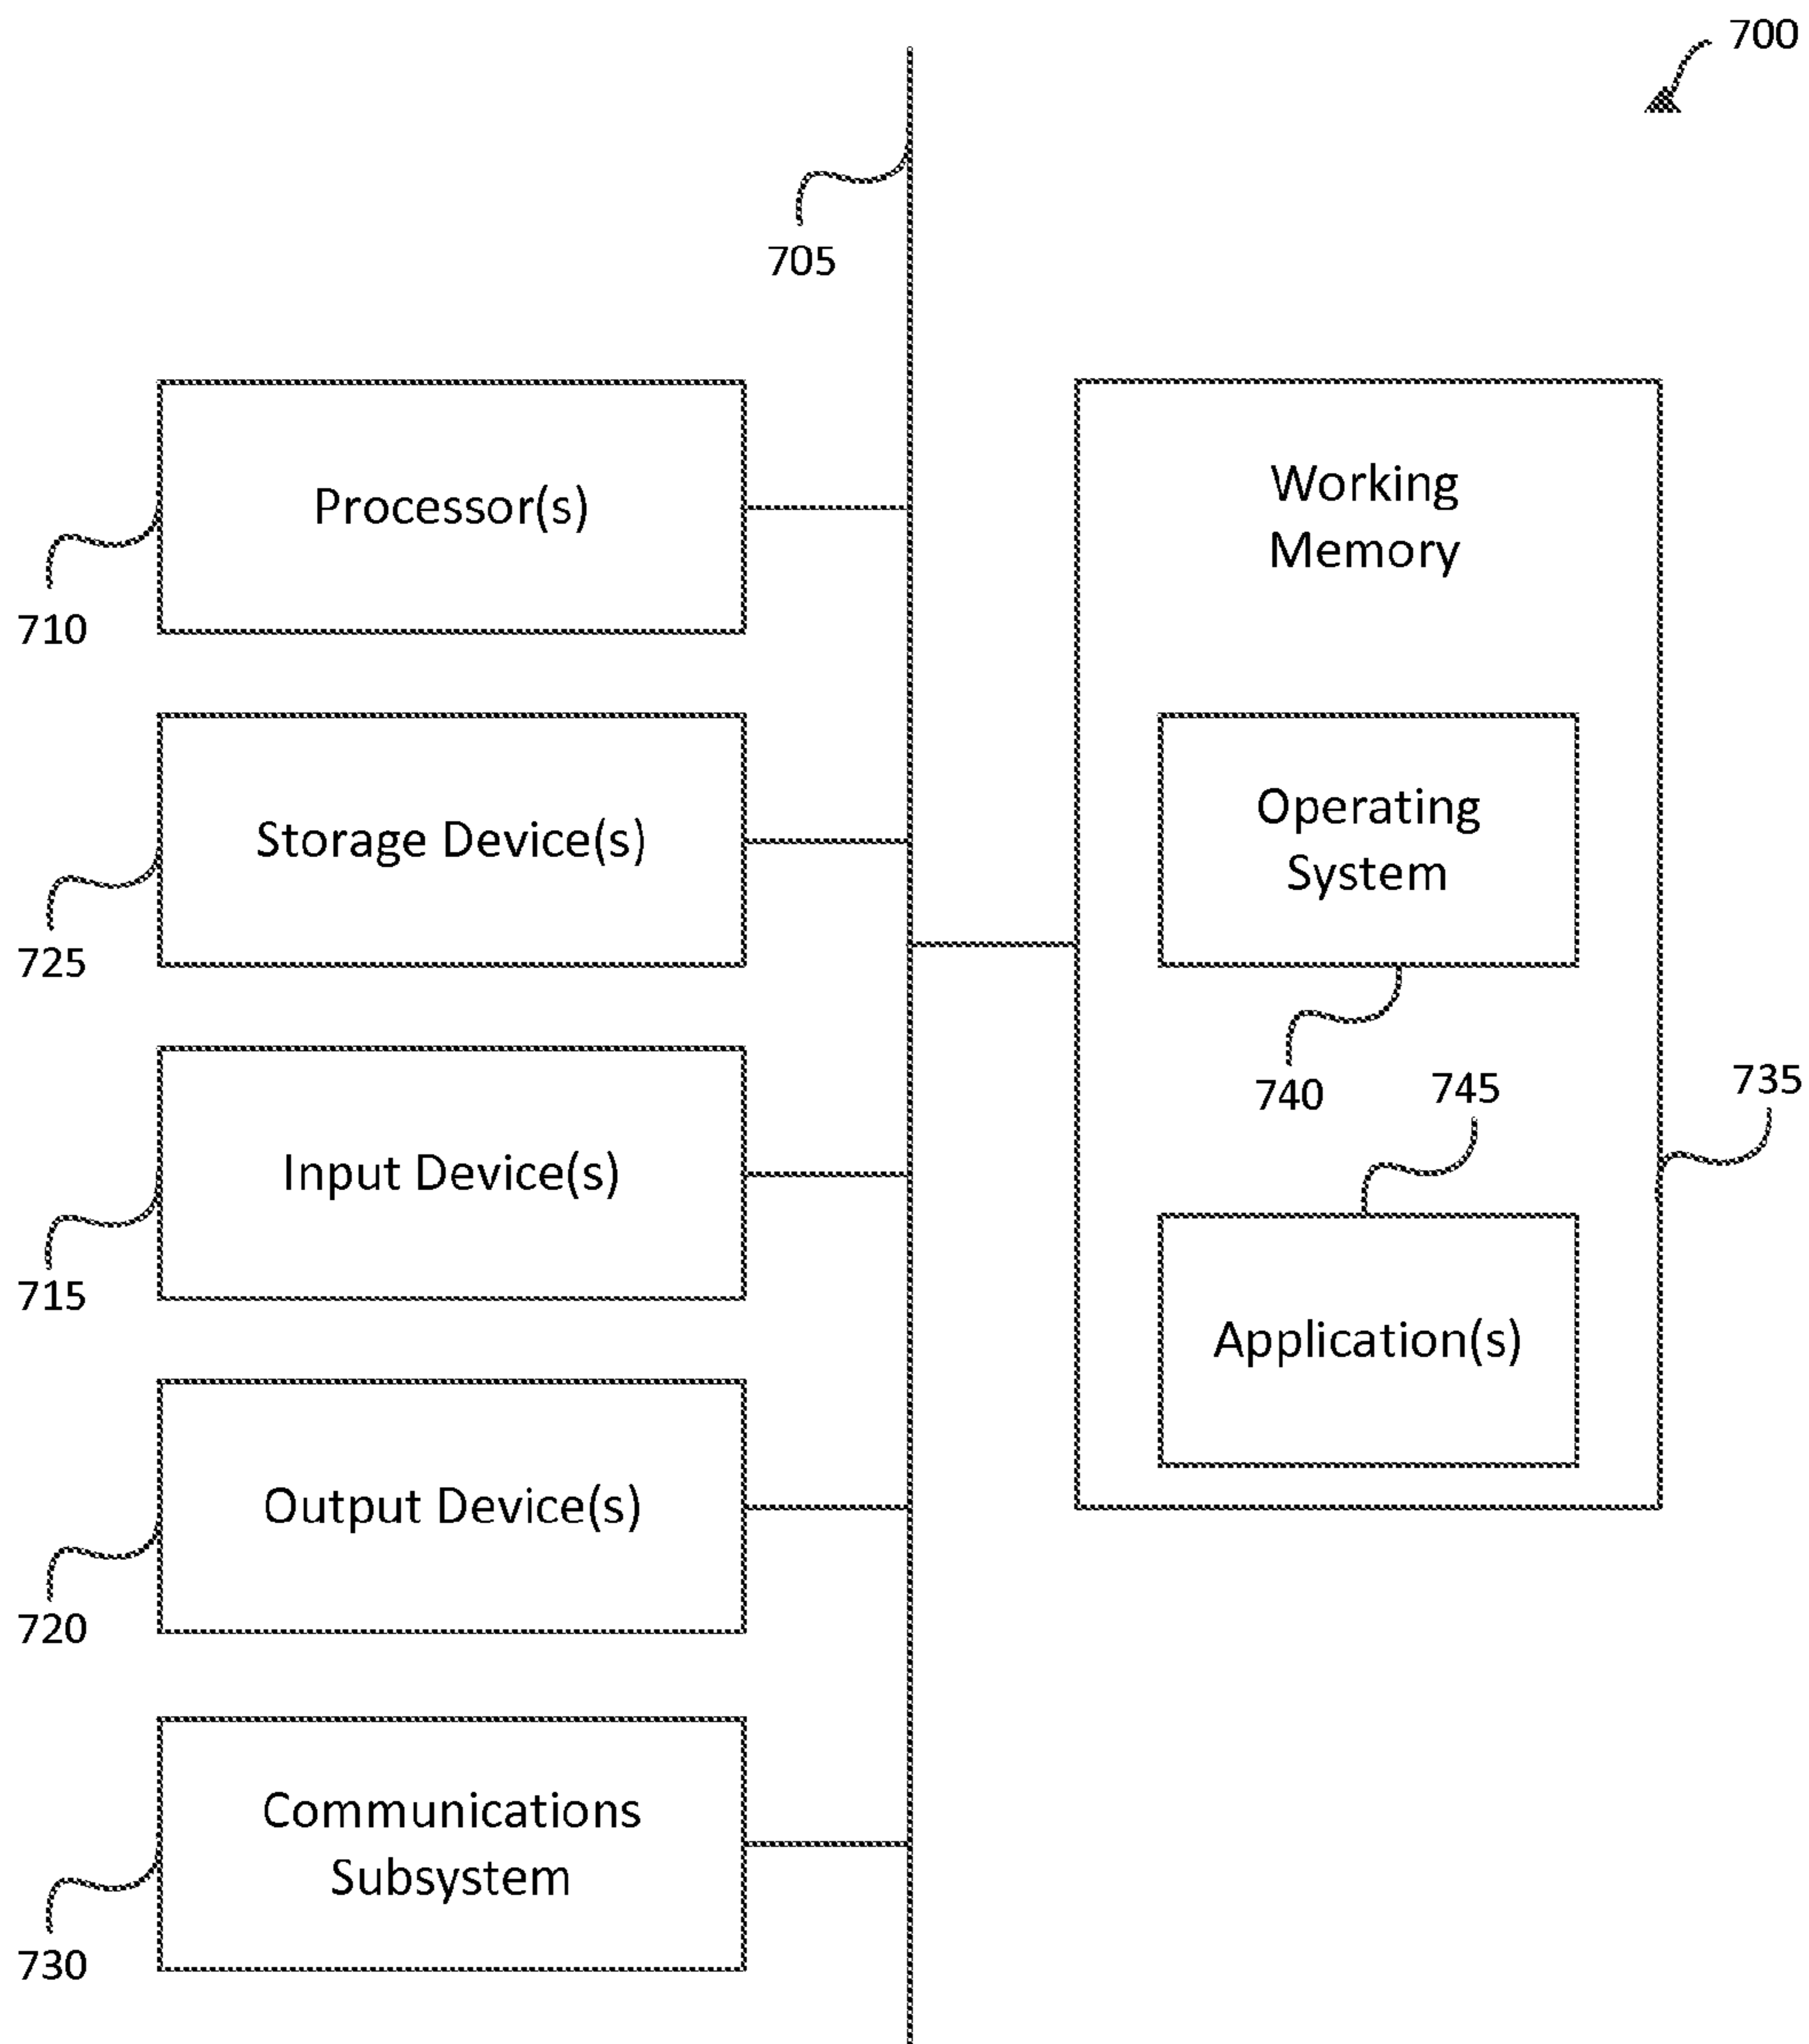 700
705
Processor(s)
710
Storage Device(s)
725
Input Device(s)
715
Output Device(s)
720
Communications
Subsystem
730
Working
Memory
Operating
System
740
745
735
Application(s)